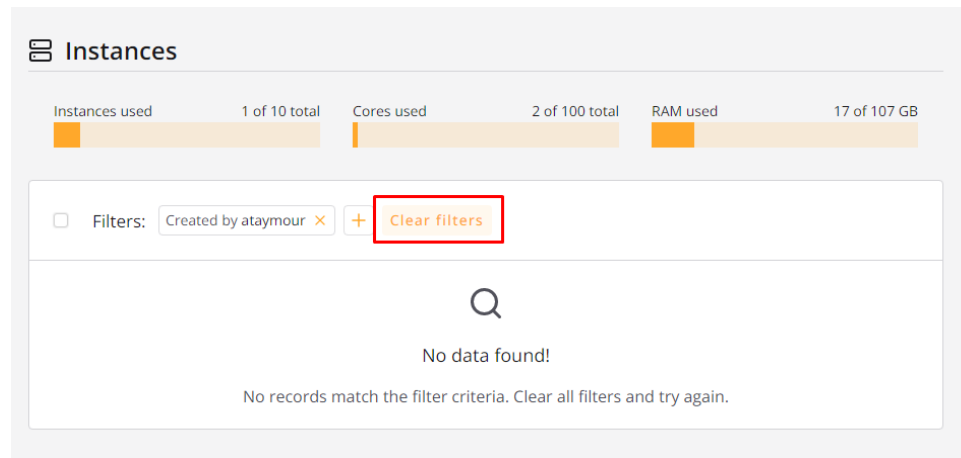 Instances
Instances used 1 of 10 total Cores used 2 of 100 total RAM used 17 of 107 GB
Filters: Created by ataymour × + Clear filters
No data found!
No records match the filter criteria. Clear all filters and try again.